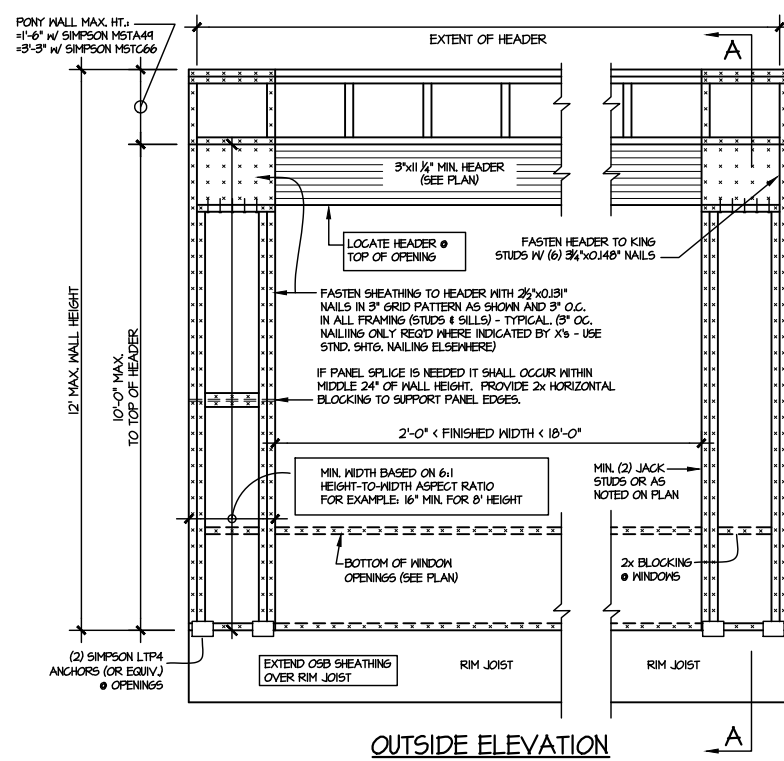 PONY WALL MAX. HT.:
=1'-6" W/ SIMPSON MSTA49
=3'-3" W/ SIMPSON MSTC66
EXTENT OF HEADER
A
3"x11 1/4" MIN. HEADER
(SEE PLAN)
LOCATE HEADER @
TOP OF OPENING
FASTEN HEADER TO KING
STUDS W/ (6) 3 1/4"x0.148" NAILS
FASTEN SHEATHING TO HEADER WITH 2 1/2"x0.131"
NAILS IN 3" GRID PATTERN AS SHOWN AND 3" O.C.
IN ALL FRAMING (STUDS & SILLS) - TYPICAL. (3" OC.
NAILIING ONLY REQ'D WHERE INDICATED BY X's - USE
STND. SHTG. NAILING ELSEWHERE)
12' MAX. WALL HEIGHT
10'-0" MAX.
TO TOP OF HEADER
IF PANEL SPLICE IS NEEDED IT SHALL OCCUR WITHIN
MIDDLE 24" OF WALL HEIGHT. PROVIDE 2x HORIZONTAL
BLOCKING TO SUPPORT PANEL EDGES.
2'-0" < FINISHED WIDTH < 18'-0"
MIN. WIDTH BASED ON 6:1
HEIGHT-TO-WIDTH ASPECT RATIO
FOR EXAMPLE: 16" MIN. FOR 8' HEIGHT
MIN. (2) JACK
STUDS OR AS
NOTED ON PLAN
BOTTOM OF WINDOW
OPENINGS (SEE PLAN)
2x BLOCKING
@ WINDOWS
(2) SIMPSON LTP4
ANCHORS (OR EQUIV.)
@ OPENINGS
EXTEND OSB SHEATHING
OVER RIM JOIST
RIM JOIST
RIM JOIST
OUTSIDE ELEVATION
A